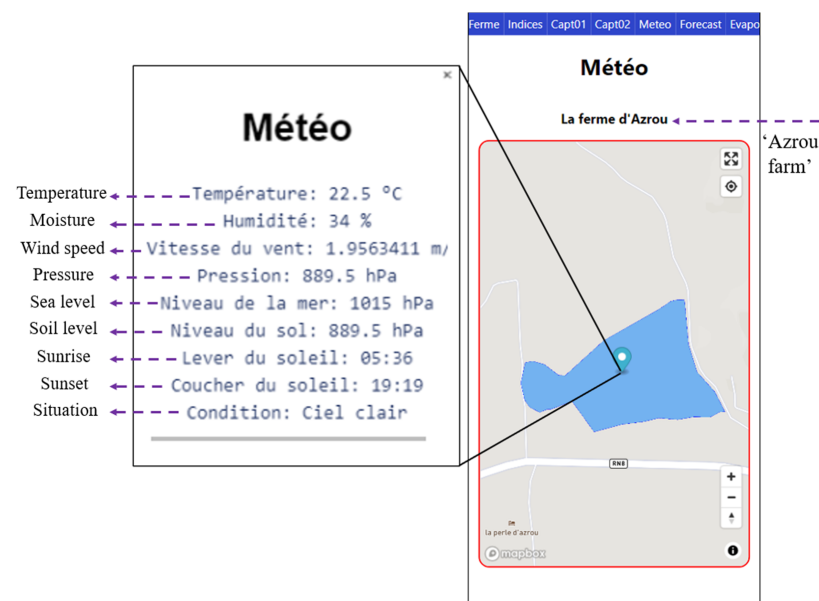 Ferme Indices Capt01 Capt02 Meteo Forecast Evapo
Météo
La ferme d'Azrou
'Azrou
farm'
×
Météo
Temperature
Température: 22.5 °C
Moisture
Humidité: 34 %
Wind speed
Vitesse du vent: 1.9563411 m/
Pressure
Pression: 889.5 hPa
Sea level
Niveau de la mer: 1015 hPa
Soil level
Niveau du sol: 889.5 hPa
Sunrise
Lever du soleil: 05:36
Sunset
Coucher du soleil: 19:19
Situation
Condition: Ciel clair
RN8
la perle d'azrou
mapbox